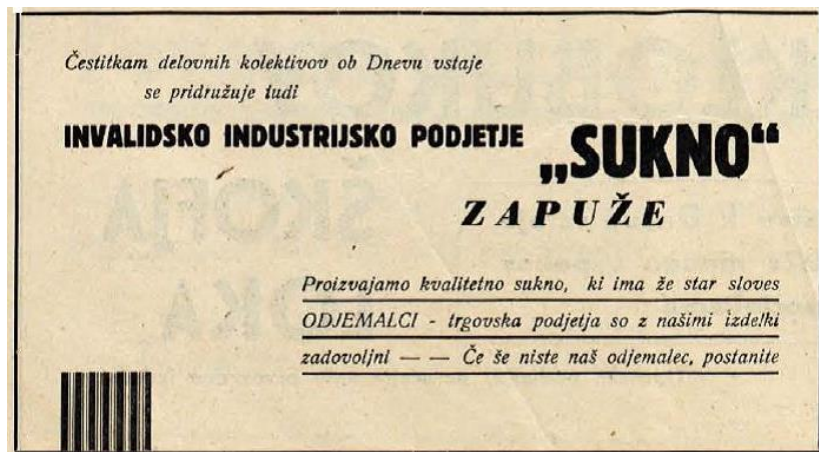 Čestitkam delovnih kolektivov ob Dnevu vstaje
se pridružuje tudi
INVALIDSKO INDUSTRIJSKO PODJETJE „SUKNO“
ZAPUŽE
Proizvajamo kvalitetno sukno, ki ima že star sloves
ODJEMALCI - trgovska podjetja so z našimi izdelki
zadovoljni — — Če še niste naš odjemalec, postanite